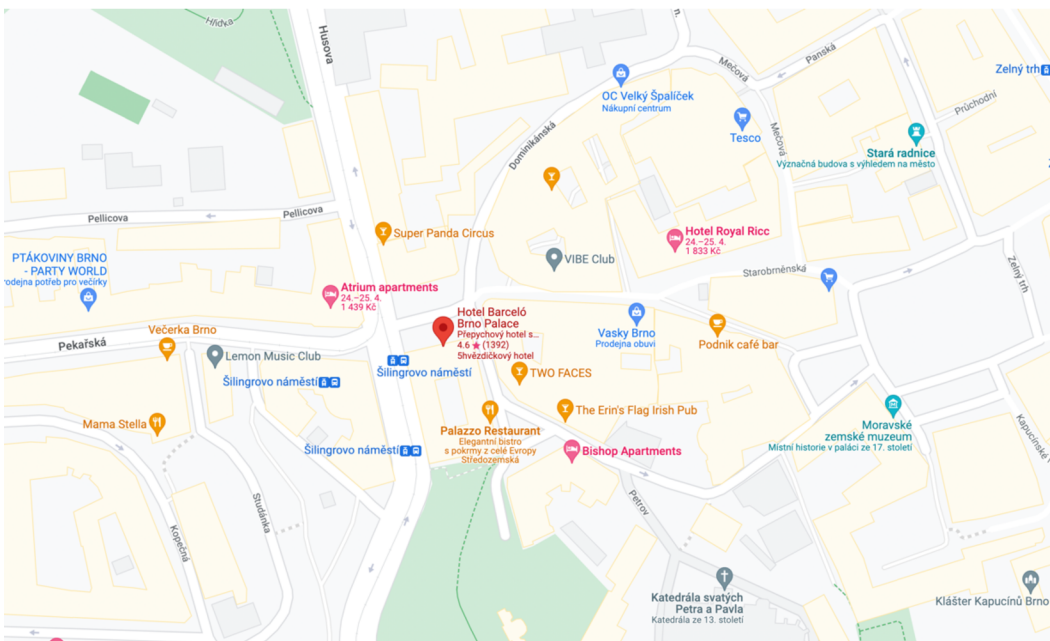 Hřídka
Husova
Mečová
Panská
Zelný trh
OC Velký Špalíček
Nákupní centrum
Průchodní
Tesco
Mečová
Dominikánská
Stará radnice
Význačná budova s výhledem na město
Pellicova
Pellicova
Super Panda Circus
Hotel Royal Ricc
24.–25. 4.
1 833 Kč
PTÁKOVINY BRNO
- PARTY WORLD
rodejna potřeb pro večírky
VIBE Club
Starobrněnská
Zelný trh
Atrium apartments
24.–25. 4.
1 439 Kč
Hotel Barceló
Brno Palace
Přepychový hotel s...
4.6 ★ (1392)
5hvězdičkový hotel
Večerka Brno
Vasky Brno
Prodejna obuvi
Podnik café bar
Pekařská
Lemon Music Club
Šilingrovo náměstí
Šilingrovo náměstí
TWO FACES
Mama Stella
The Erin's Flag Irish Pub
Palazzo Restaurant
Elegantní bistro
s pokrmy z celé Evropy
Středozemská
Moravské
zemské muzeum
Místní historie v paláci ze 17. století
Kapucínské
Šilingrovo náměstí
Bishop Apartments
Petrov
Studánka
Kopečná
Katedrála svatých
Petra a Pavla
Katedrála ze 13. století
Klášter Kapucínů Brno